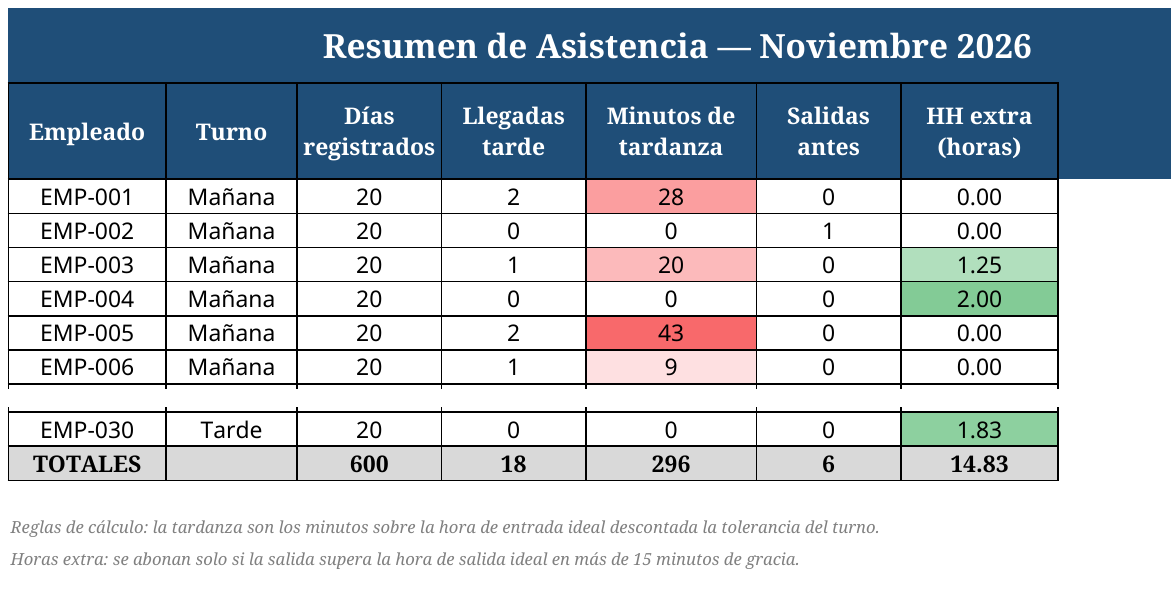 Resumen de Asistencia — Noviembre 2026
Empleado Turno Días registrados Llegadas tarde Minutos de tardanza Salidas antes HH extra (horas)
EMP-001 Mañana 20 2 28 0 0.00
EMP-002 Mañana 20 0 0 1 0.00
EMP-003 Mañana 20 1 20 0 1.25
EMP-004 Mañana 20 0 0 0 2.00
EMP-005 Mañana 20 2 43 0 0.00
EMP-006 Mañana 20 1 9 0 0.00
EMP-030 Tarde 20 0 0 0 1.83
TOTALES 600 18 296 6 14.83
Reglas de cálculo: la tardanza son los minutos sobre la hora de entrada ideal descontada la tolerancia del turno.
Horas extra: se abonan solo si la salida supera la hora de salida ideal en más de 15 minutos de gracia.